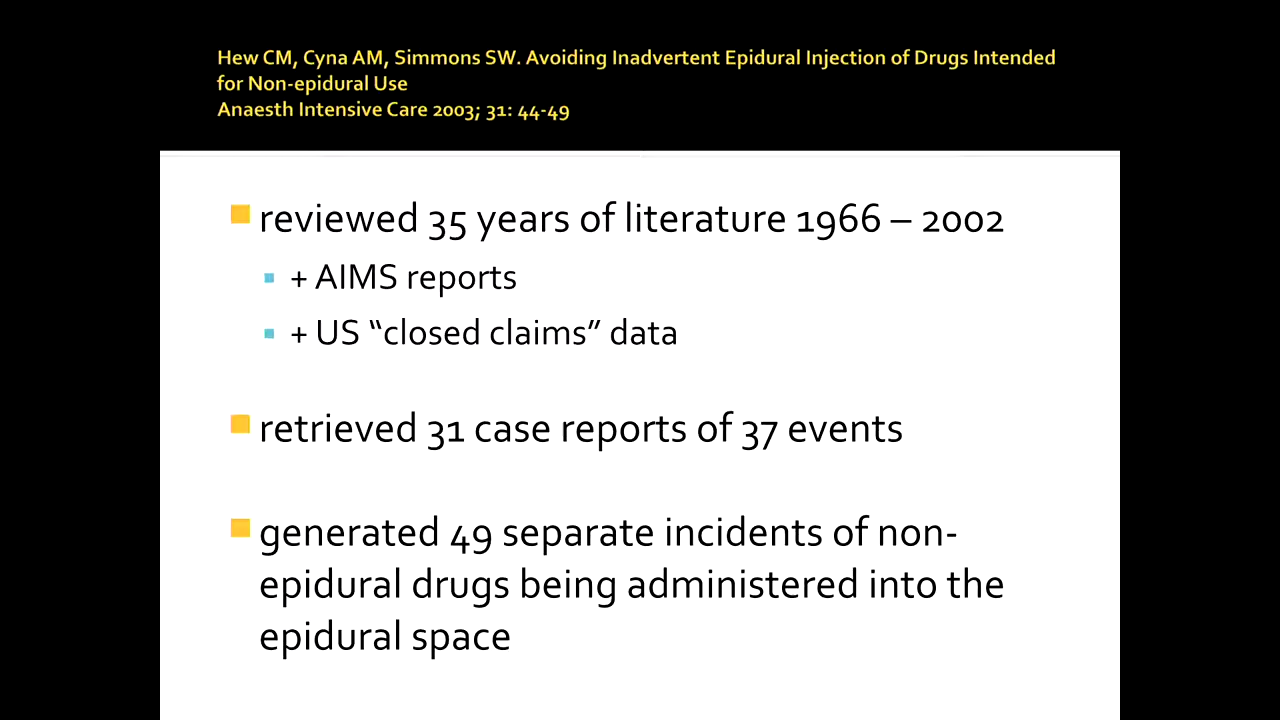 Hew CM, Cyna AM, Simmons SW. Avoiding Inadvertent Epidural Injection of Drugs Intended
for Non-epidural Use
Anaesth Intensive Care 2003; 31: 44-49
reviewed 35 years of literature 1966 – 2002
+ AIMS reports
+ US “closed claims” data
retrieved 31 case reports of 37 events
generated 49 separate incidents of non-
epidural drugs being administered into the
epidural space